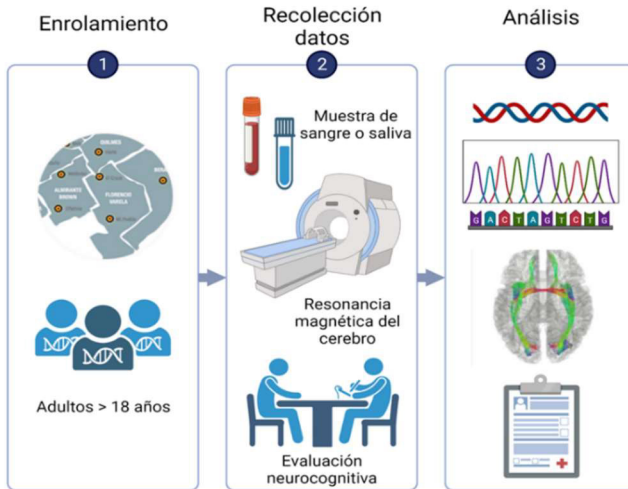 Enrolamiento
1
QUILMES
ALMIRANTE
BROWN
FLORENCIO
VARELA
Adultos > 18 años
Recolección
datos
2
Muestra de
sangre o saliva
Resonancia
magnética del
cerebro
Evaluación
neurocognitiva
Análisis
3
G A C T A G T C T G